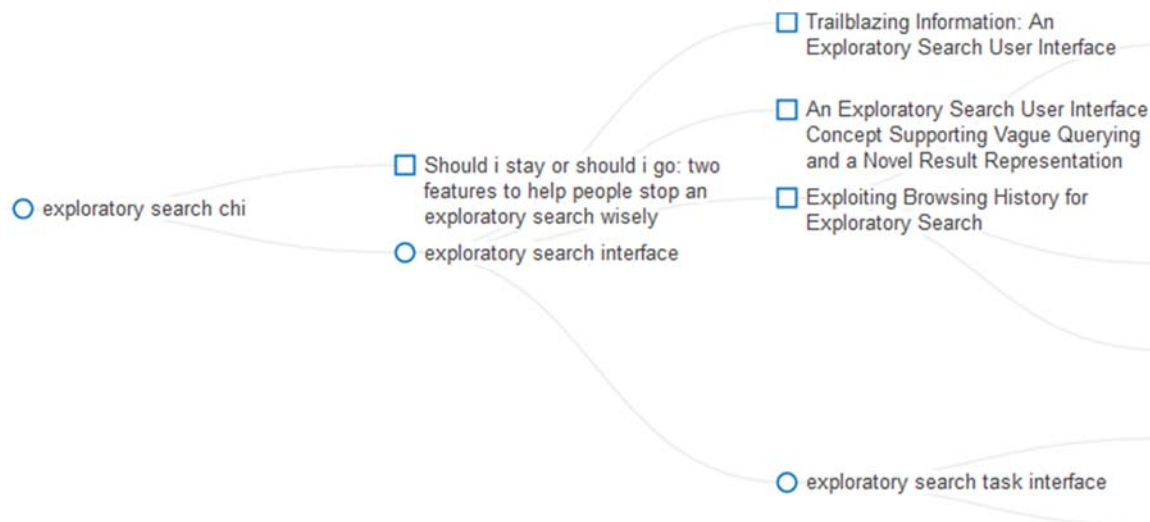 exploratory search chi
Should i stay or should i go: two
features to help people stop an
exploratory search wisely
exploratory search interface
Trailblazing Information: An
Exploratory Search User Interface
An Exploratory Search User Interface
Concept Supporting Vague Querying
and a Novel Result Representation
Exploiting Browsing History for
Exploratory Search
exploratory search task interface